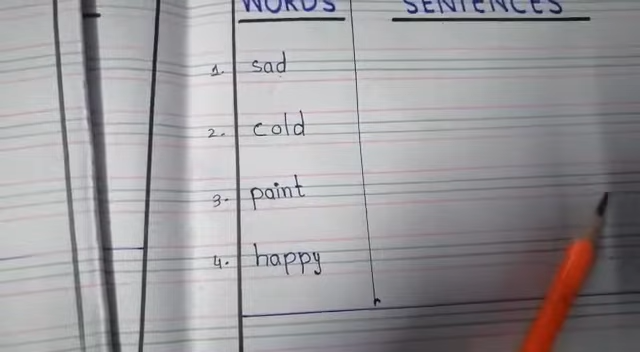 WORDS SENTENCES
1. sad
2. cold
3. paint
4. happy